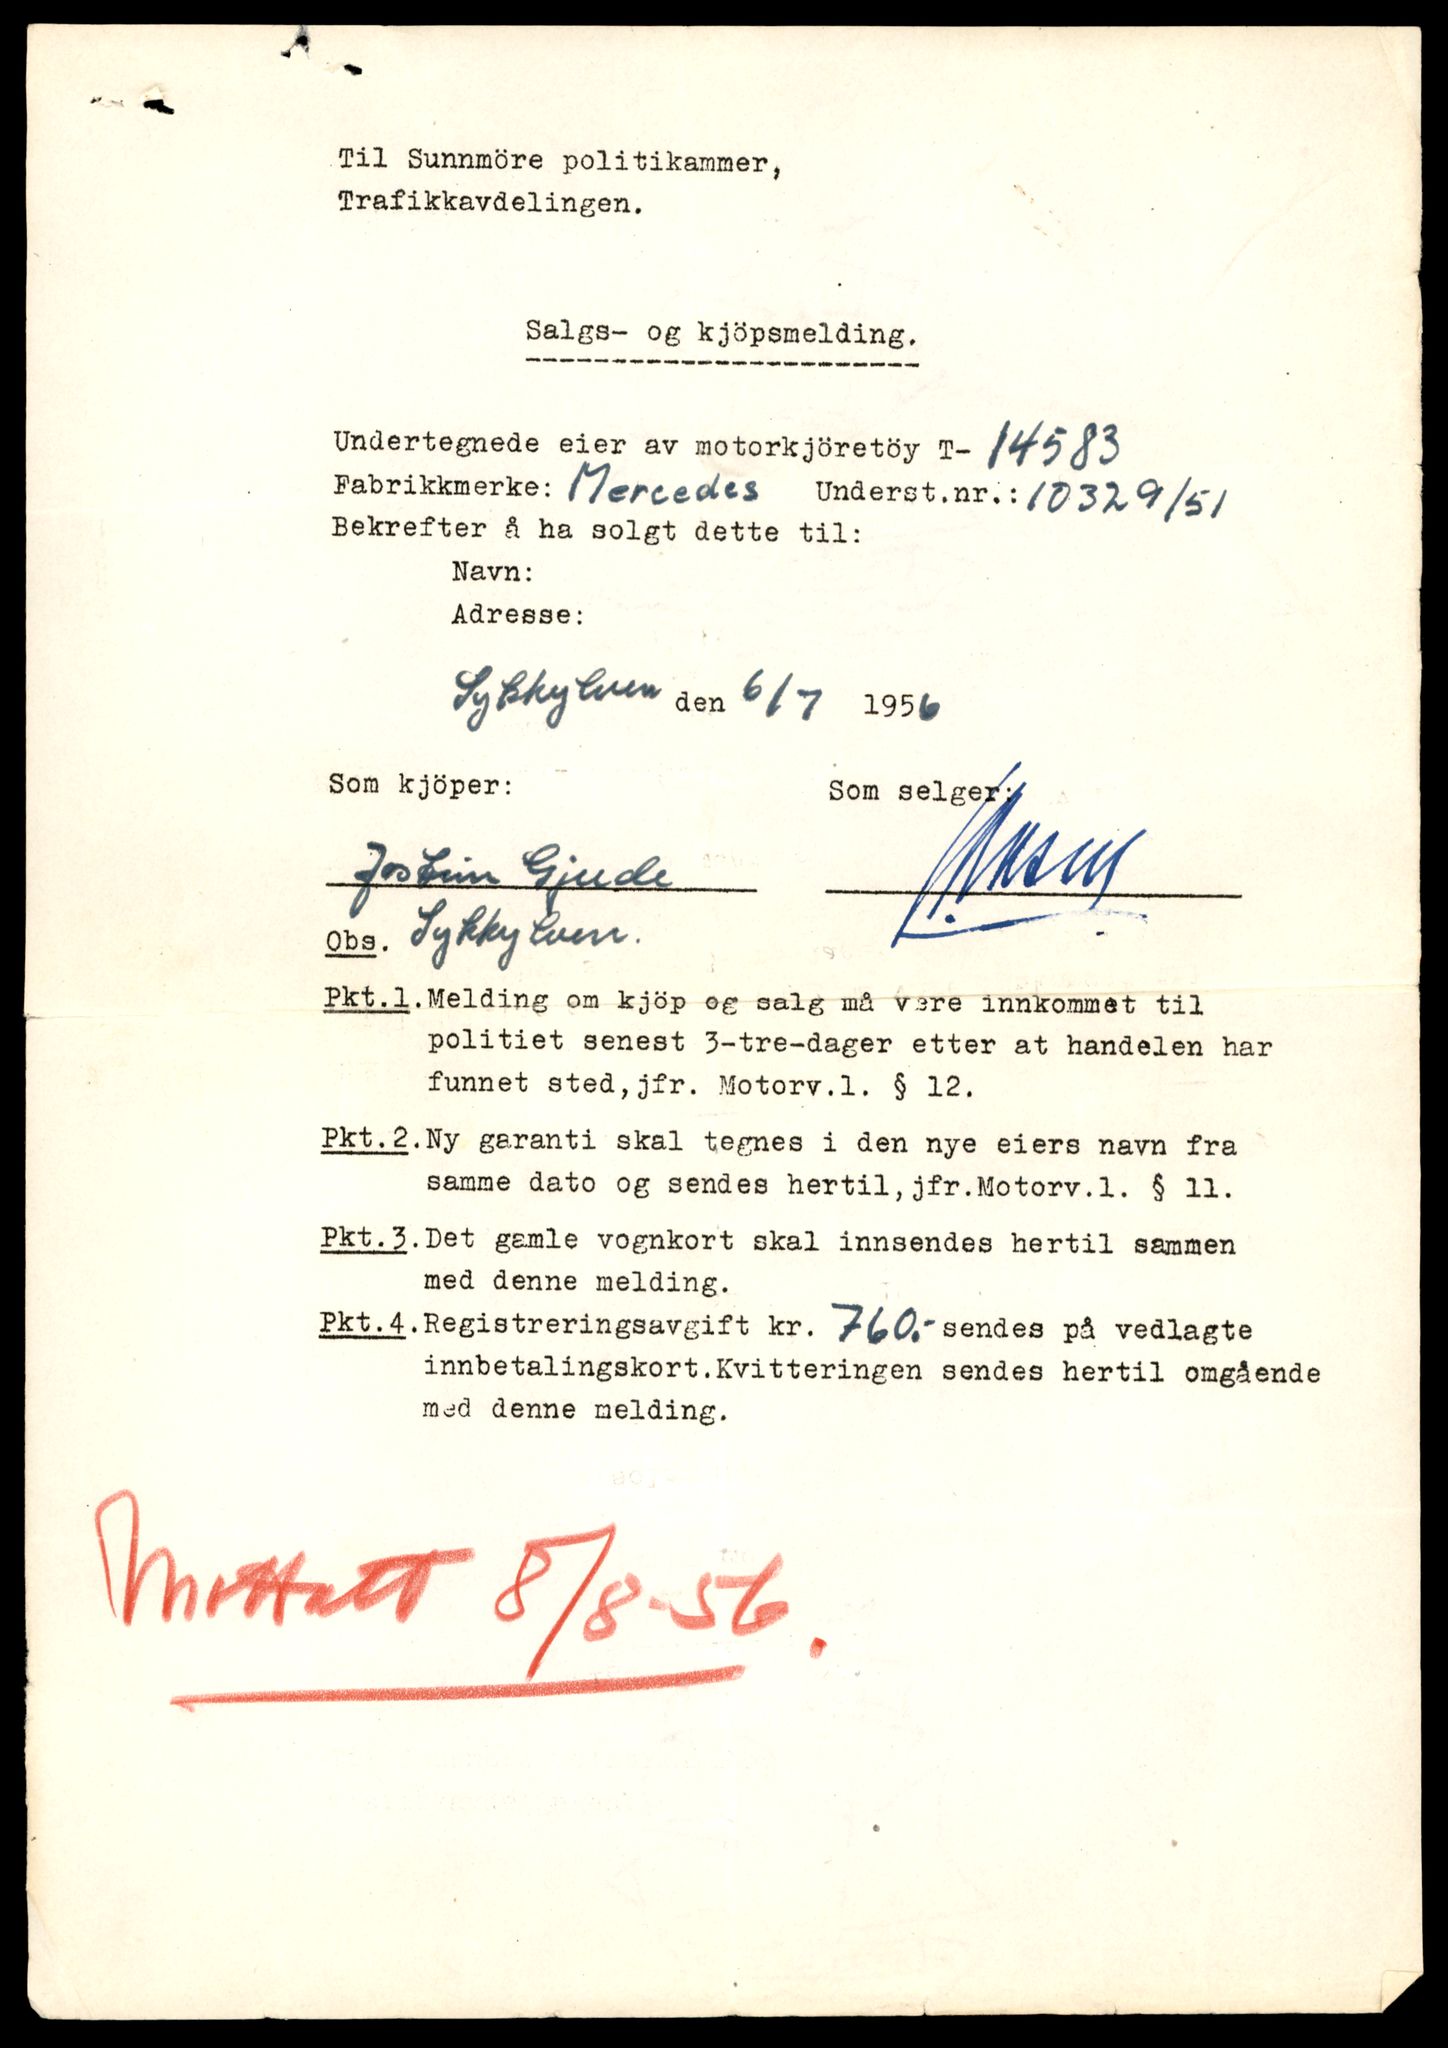 Til Sunnmöre politikammer,
Trafikkavdelingen.
Salgs- og kjöpsmelding.
Undertegnede eier av motorkjöretöy T- 14583
Fabrikkmerke: Mercedes Underst.nr.: 10329/51
Bekrefter å ha solgt dette til:
Navn:
Adresse:
Sykkylven den 6/7 1956
Som kjöper: Som selger:
Jostein Gjude
Obs. Sykkylven.
Pkt.1. Melding om kjöp og salg må være innkommet til
politiet senest 3-tre-dager etter at handelen har
funnet sted, jfr. Motorv.l. § 12.
Pkt.2. Ny garanti skal tegnes i den nye eiers navn fra
samme dato og sendes hertil, jfr.Motorv.l. § 11.
Pkt.3. Det gamle vognkort skal innsendes hertil sammen
med denne melding.
Pkt.4. Registreringsavgift kr. 760.- sendes på vedlagte
innbetalingskort.Kvitteringen sendes hertil omgående
med denne melding.
Mottatt 8/8-56.